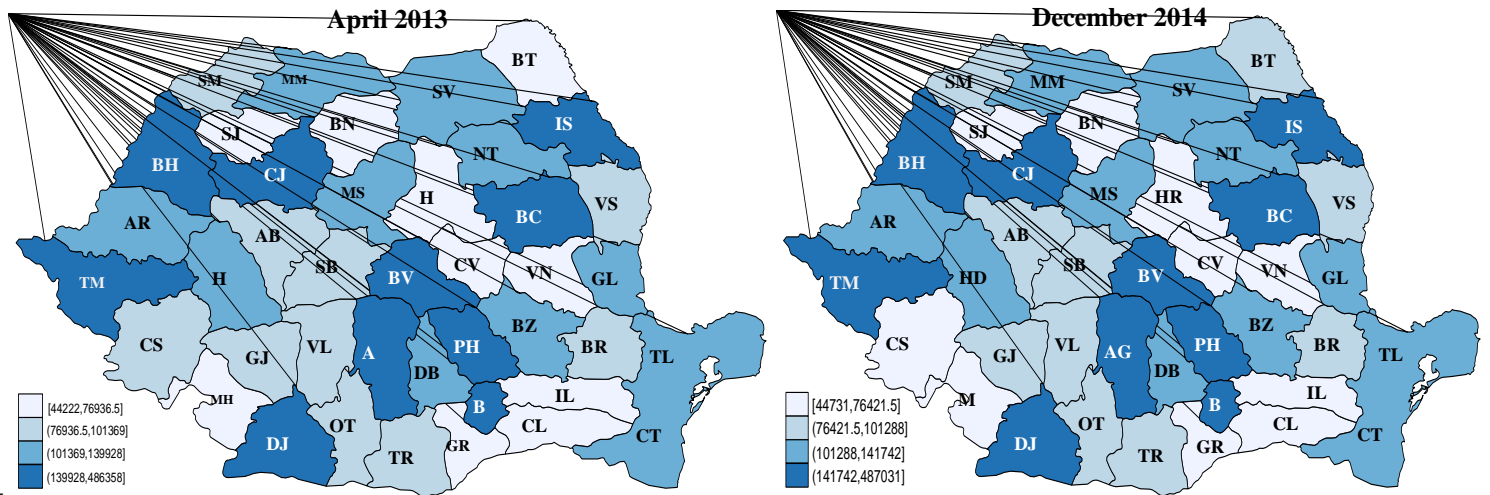 April 2013
BT
SM
MM
SV
BN
SJ
IS
BH
CJ
NT
MS
H
BC
VS
AR
AB
SB
CV
VN
GL
TM
H
BV
BZ
CS
GJ
VL
A
PH
BR
TL
DB
MH
B
IL
CL
OT
DJ
TR
GR
CT
[44222,76936.5]
(76936.5,101369]
(101369,139928]
(139928,486358]
December 2014
BT
SM
MM
SV
BN
SJ
IS
BH
CJ
NT
MS
HR
BC
VS
AR
AB
SB
CV
VN
GL
TM
HD
BV
BZ
CS
GJ
VL
AG
PH
BR
TL
DB
M
B
IL
CL
OT
DJ
TR
GR
CT
[44731,76421.5]
(76421.5,101288]
(101288,141742]
(141742,487031]